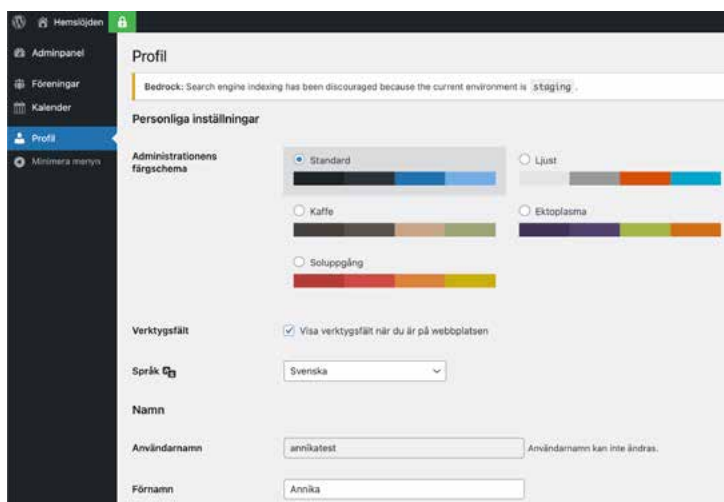 Hemslöjden
Adminpanel
Föreningar
Kalender
Profil
Minimera menyn
Profil
Bedrock: Search engine indexing has been discouraged because the current environment is staging .
Personliga inställningar
Administrationens
färgschema
Standard
Ljust
Kaffe
Ektoplasma
Soluppgång
Verktygsfält
Visa verktygsfält när du är på webbplatsen
Språk
Svenska
Namn
Användarnamn
annikatest
Användarnamn kan inte ändras.
Förnamn
Annika